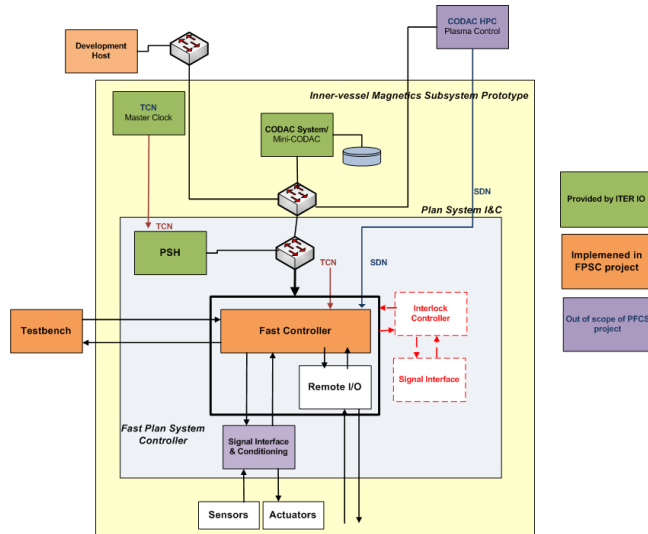 CODAC HPC
Plasma Control
Development
Host
Inner-vessel Magnetics Subsystem Prototype
TCN
Master Clock
CODAC System/
Mini-CODAC
SDN
Provided by ITER IO
Plan System I&C
TCN
PSH
TCN
SDN
Implemened in
FPSC project
Interlock
Controller
Out of scope of PFCS
project
Testbench
Fast Controller
Signal Interface
Remote I/O
Fast Plan System
Controller
Signal Interface
& Conditioning
Sensors
Actuators